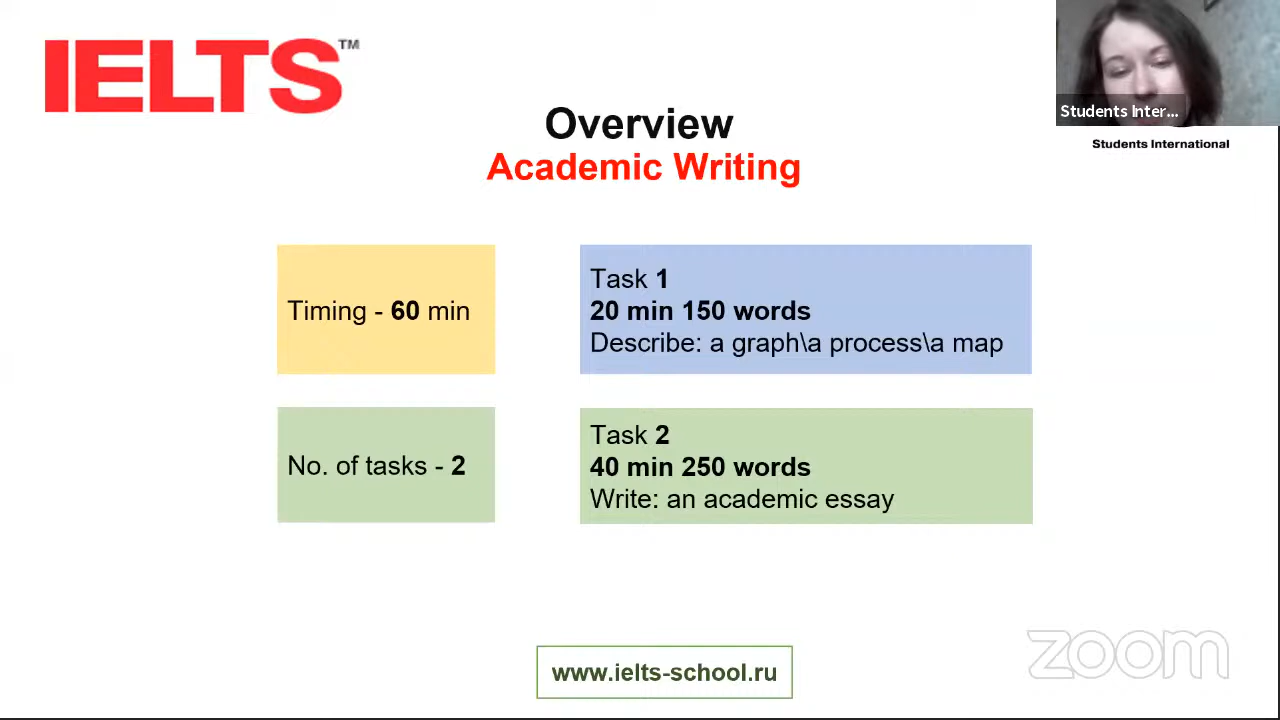 IELTS™
Overview
Academic Writing
Students Inter...
Students International
Timing - 60 min
Task 1
20 min 150 words
Describe: a graph\a process\a map
No. of tasks - 2
Task 2
40 min 250 words
Write: an academic essay
www.ielts-school.ru
zoom